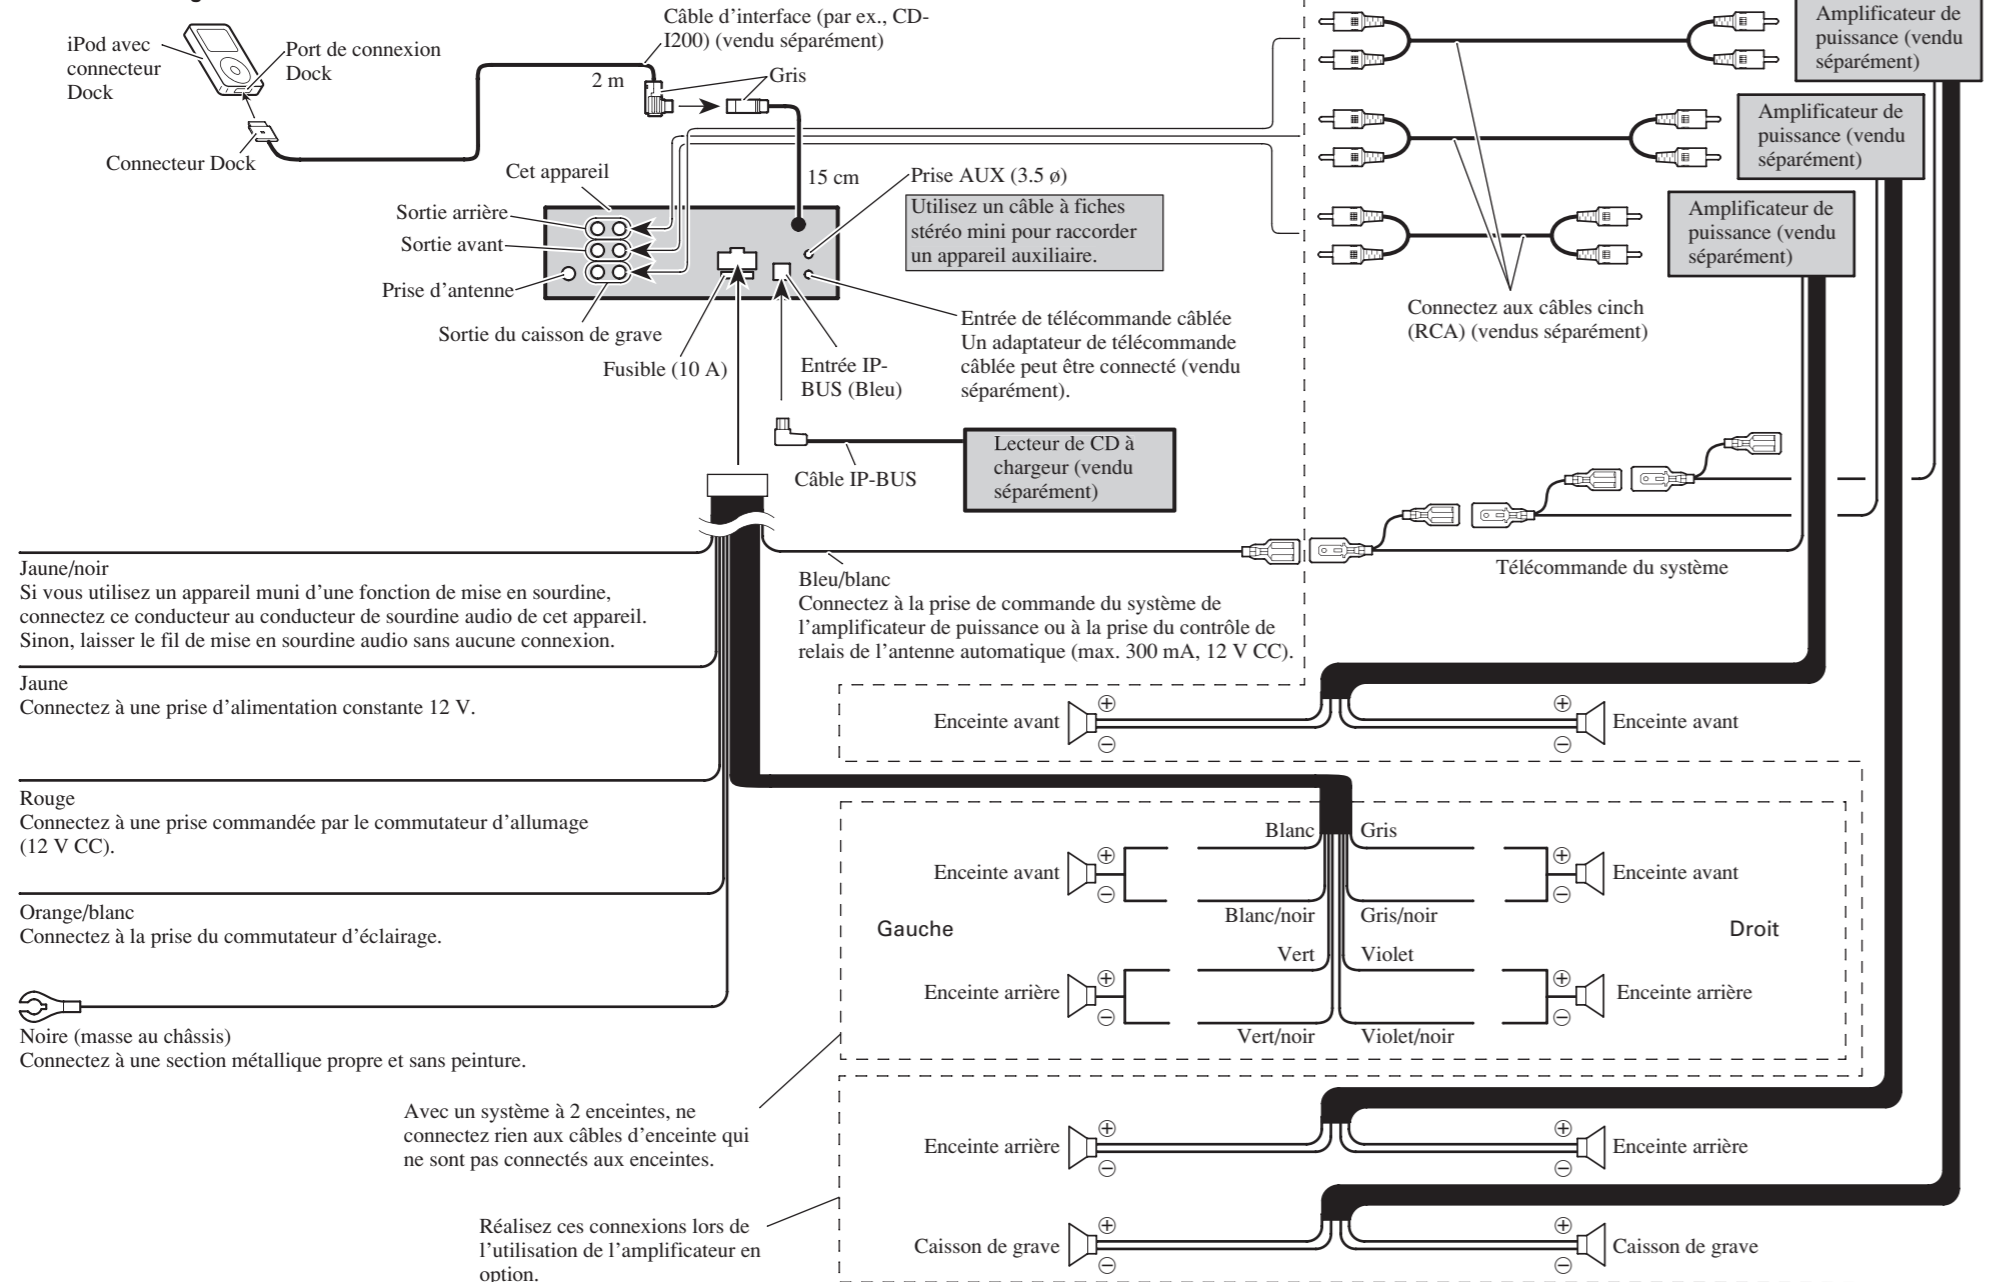 iPod avec
connecteur
Dock
Port de connexion
Dock
Connecteur Dock
Câble d’interface (par ex., CD-
I200) (vendu séparément)
2 m
Gris
15 cm
Cet appareil
Sortie arrière
Sortie avant
Prise d’antenne
Sortie du caisson de grave
Fusible (10 A)
Prise AUX (3.5 ø)
Utilisez un câble à fiches
stéréo mini pour raccorder
un appareil auxiliaire.
Entrée IP-
BUS (Bleu)
Entrée de télécommande câblée
Un adaptateur de télécommande
câblée peut être connecté (vendu
séparément).
Câble IP-BUS
Lecteur de CD à
chargeur (vendu
séparément)
Amplificateur de
puissance (vendu
séparément)
Amplificateur de
puissance (vendu
séparément)
Amplificateur de
puissance (vendu
séparément)
Connectez aux câbles cinch
(RCA) (vendus séparément)
Télécommande du système
Jaune/noir
Si vous utilisez un appareil muni d’une fonction de mise en sourdine,
connectez ce conducteur au conducteur de sourdine audio de cet appareil.
Sinon, laisser le fil de mise en sourdine audio sans aucune connexion.
Jaune
Connectez à une prise d’alimentation constante 12 V.
Rouge
Connectez à une prise commandée par le commutateur d’allumage
(12 V CC).
Orange/blanc
Connectez à la prise du commutateur d’éclairage.
Noire (masse au châssis)
Connectez à une section métallique propre et sans peinture.
Bleu/blanc
Connectez à la prise de commande du système de
l’amplificateur de puissance ou à la prise du contrôle de
relais de l’antenne automatique (max. 300 mA, 12 V CC).
Enceinte avant
+
−
+
−
Enceinte avant
Blanc
Gris
Enceinte avant
+
−
+
−
Enceinte avant
Blanc/noir
Gris/noir
Gauche
Droit
Vert
Violet
Enceinte arrière
+
−
+
−
Enceinte arrière
Vert/noir
Violet/noir
Avec un système à 2 enceintes, ne
connectez rien aux câbles d’enceinte qui
ne sont pas connectés aux enceintes.
Enceinte arrière
+
−
+
−
Enceinte arrière
Réalisez ces connexions lors de
l’utilisation de l’amplificateur en
option.
Caisson de grave
+
−
+
−
Caisson de grave